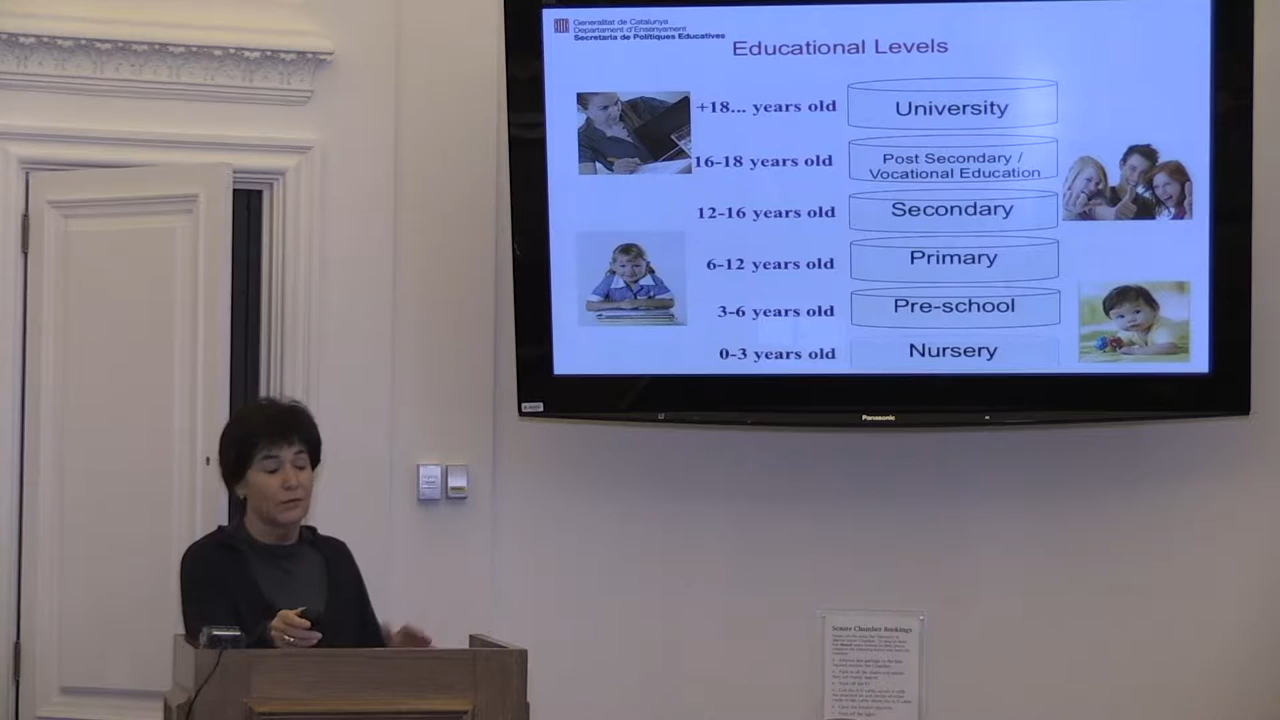 Generalitat de Catalunya
Departament d'Ensenyament
Secretaria de Polítiques Educatives
Educational Levels
+18... years old
University
16-18 years old
Post Secondary /
Vocational Education
12-16 years old
Secondary
6-12 years old
Primary
3-6 years old
Pre-school
0-3 years old
Nursery
Panasonic
Senate Chamber Bookings